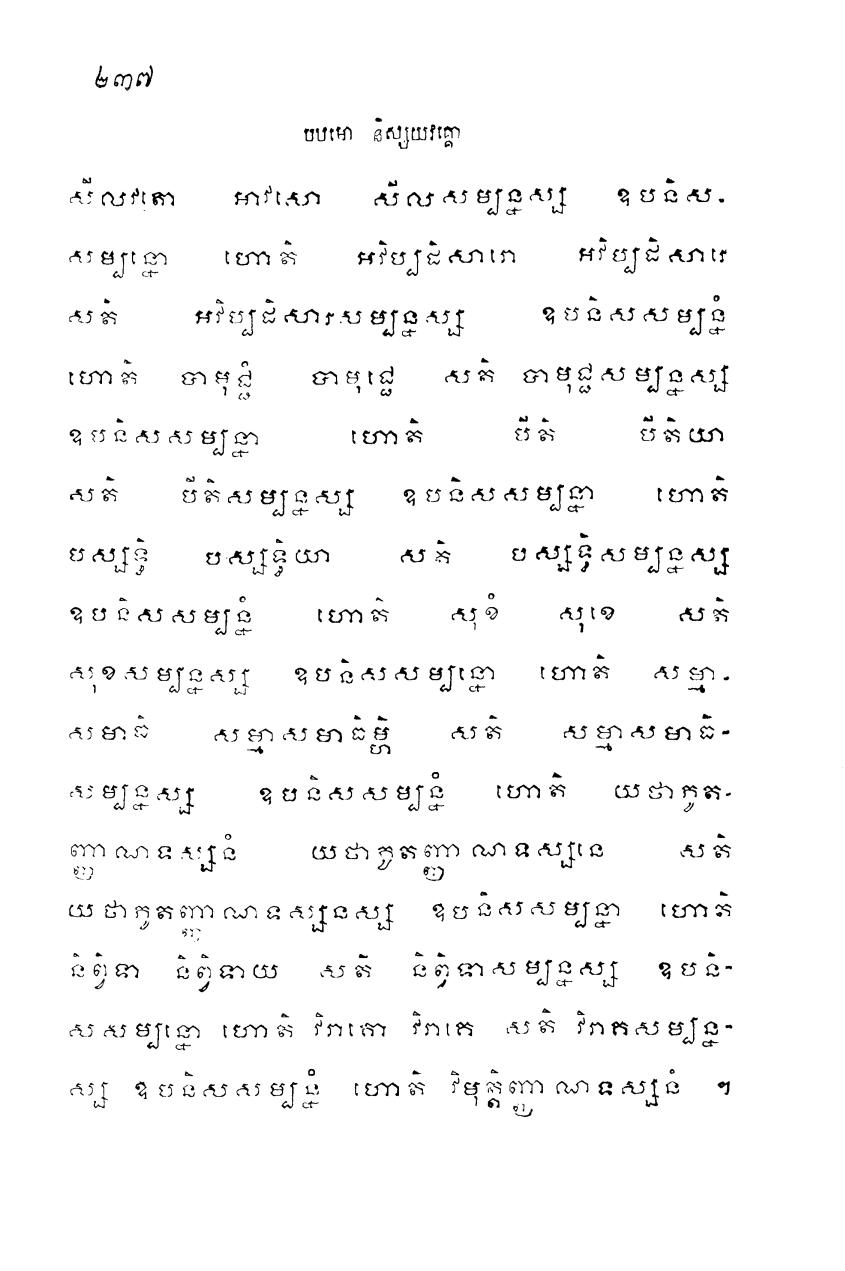 ២៣៧
បឋមោ និស្សយវគ្គោ
សីលវតោ អាវុសោ សីលសម្បន្នស្ស ឧបនិស-
សម្បន្នោ ហោតិ អវិប្បដិសារោ អវិប្បដិសារេ
សតិ អវិប្បដិសារសម្បន្នស្ស ឧបនិសសម្បន្នំ
ហោតិ បាមុជ្ជំ បាមុជ្ជេ សតិ បាមុជ្ជសម្បន្នស្ស
ឧបនិសសម្បន្នា ហោតិ បីតិ បីតិយា
សតិ បីតិសម្បន្នស្ស ឧបនិសសម្បន្នា ហោតិ
បស្សទ្ធិ បស្សទ្ធិយា សតិ បស្សទ្ធិសម្បន្នស្ស
ឧបនិសសម្បន្នំ ហោតិ សុខំ សុខេ សតិ
សុខសម្បន្នស្ស ឧបនិសសម្បន្នោ ហោតិ សម្មា-
សមាធិ សម្មាសមាធិម្ហិ សតិ សម្មាសមាធិ-
សម្បន្នស្ស ឧបនិសសម្បន្នំ ហោតិ យថាភូត-
ញ្ញាណទស្សនំ យថាភូតញ្ញាណទស្សនេ សតិ
យថាភូតញ្ញាណទស្សនស្ស ឧបនិសសម្បន្នា ហោតិ
និព្វិទា និព្វិទាយ សតិ និព្វិទាសម្បន្នស្ស ឧបនិ-
សសម្បន្នោ ហោតិ វិរាគោ វិរាគេ សតិ វិរាគសម្បន្ន-
ស្ស ឧបនិសសម្បន្នំ ហោតិ វិមុត្តិញ្ញាណទស្សនំ ។